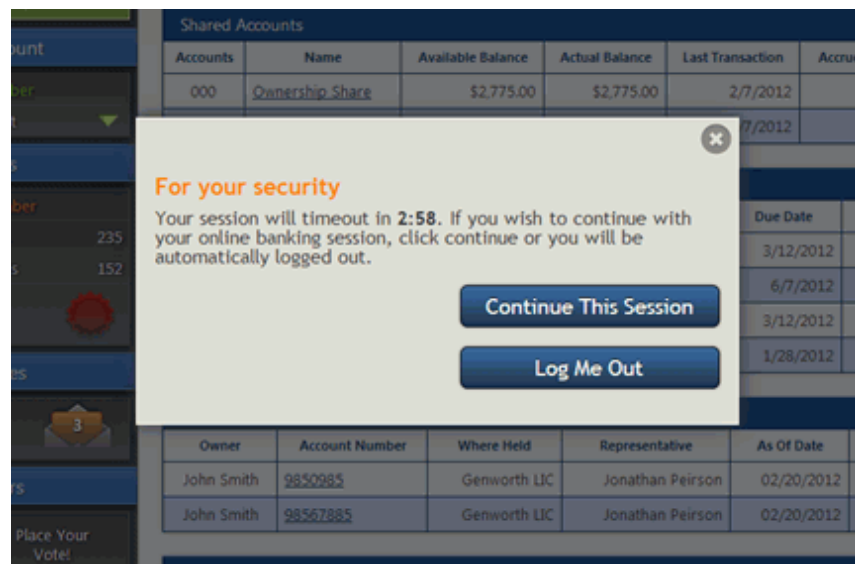 Shared Accounts
Accounts Name Available Balance Actual Balance Last Transaction
000 Ownership Share $2,775.00 $2,775.00 2/7/2012
7/2012
For your security
Your session will timeout in 2:58. If you wish to continue with
your online banking session, click continue or you will be
automatically logged out.
Continue This Session
Log Me Out
235
152
Due Date
3/12/2012
6/7/2012
3/12/2012
1/28/2012
3
Owner Account Number Where Held Representative As Of Date
John Smith 9850985 Genworth LIC Jonathan Peirson 02/20/2012
John Smith 98567885 Genworth LIC Jonathan Peirson 02/20/2012
Place Your
Vote!